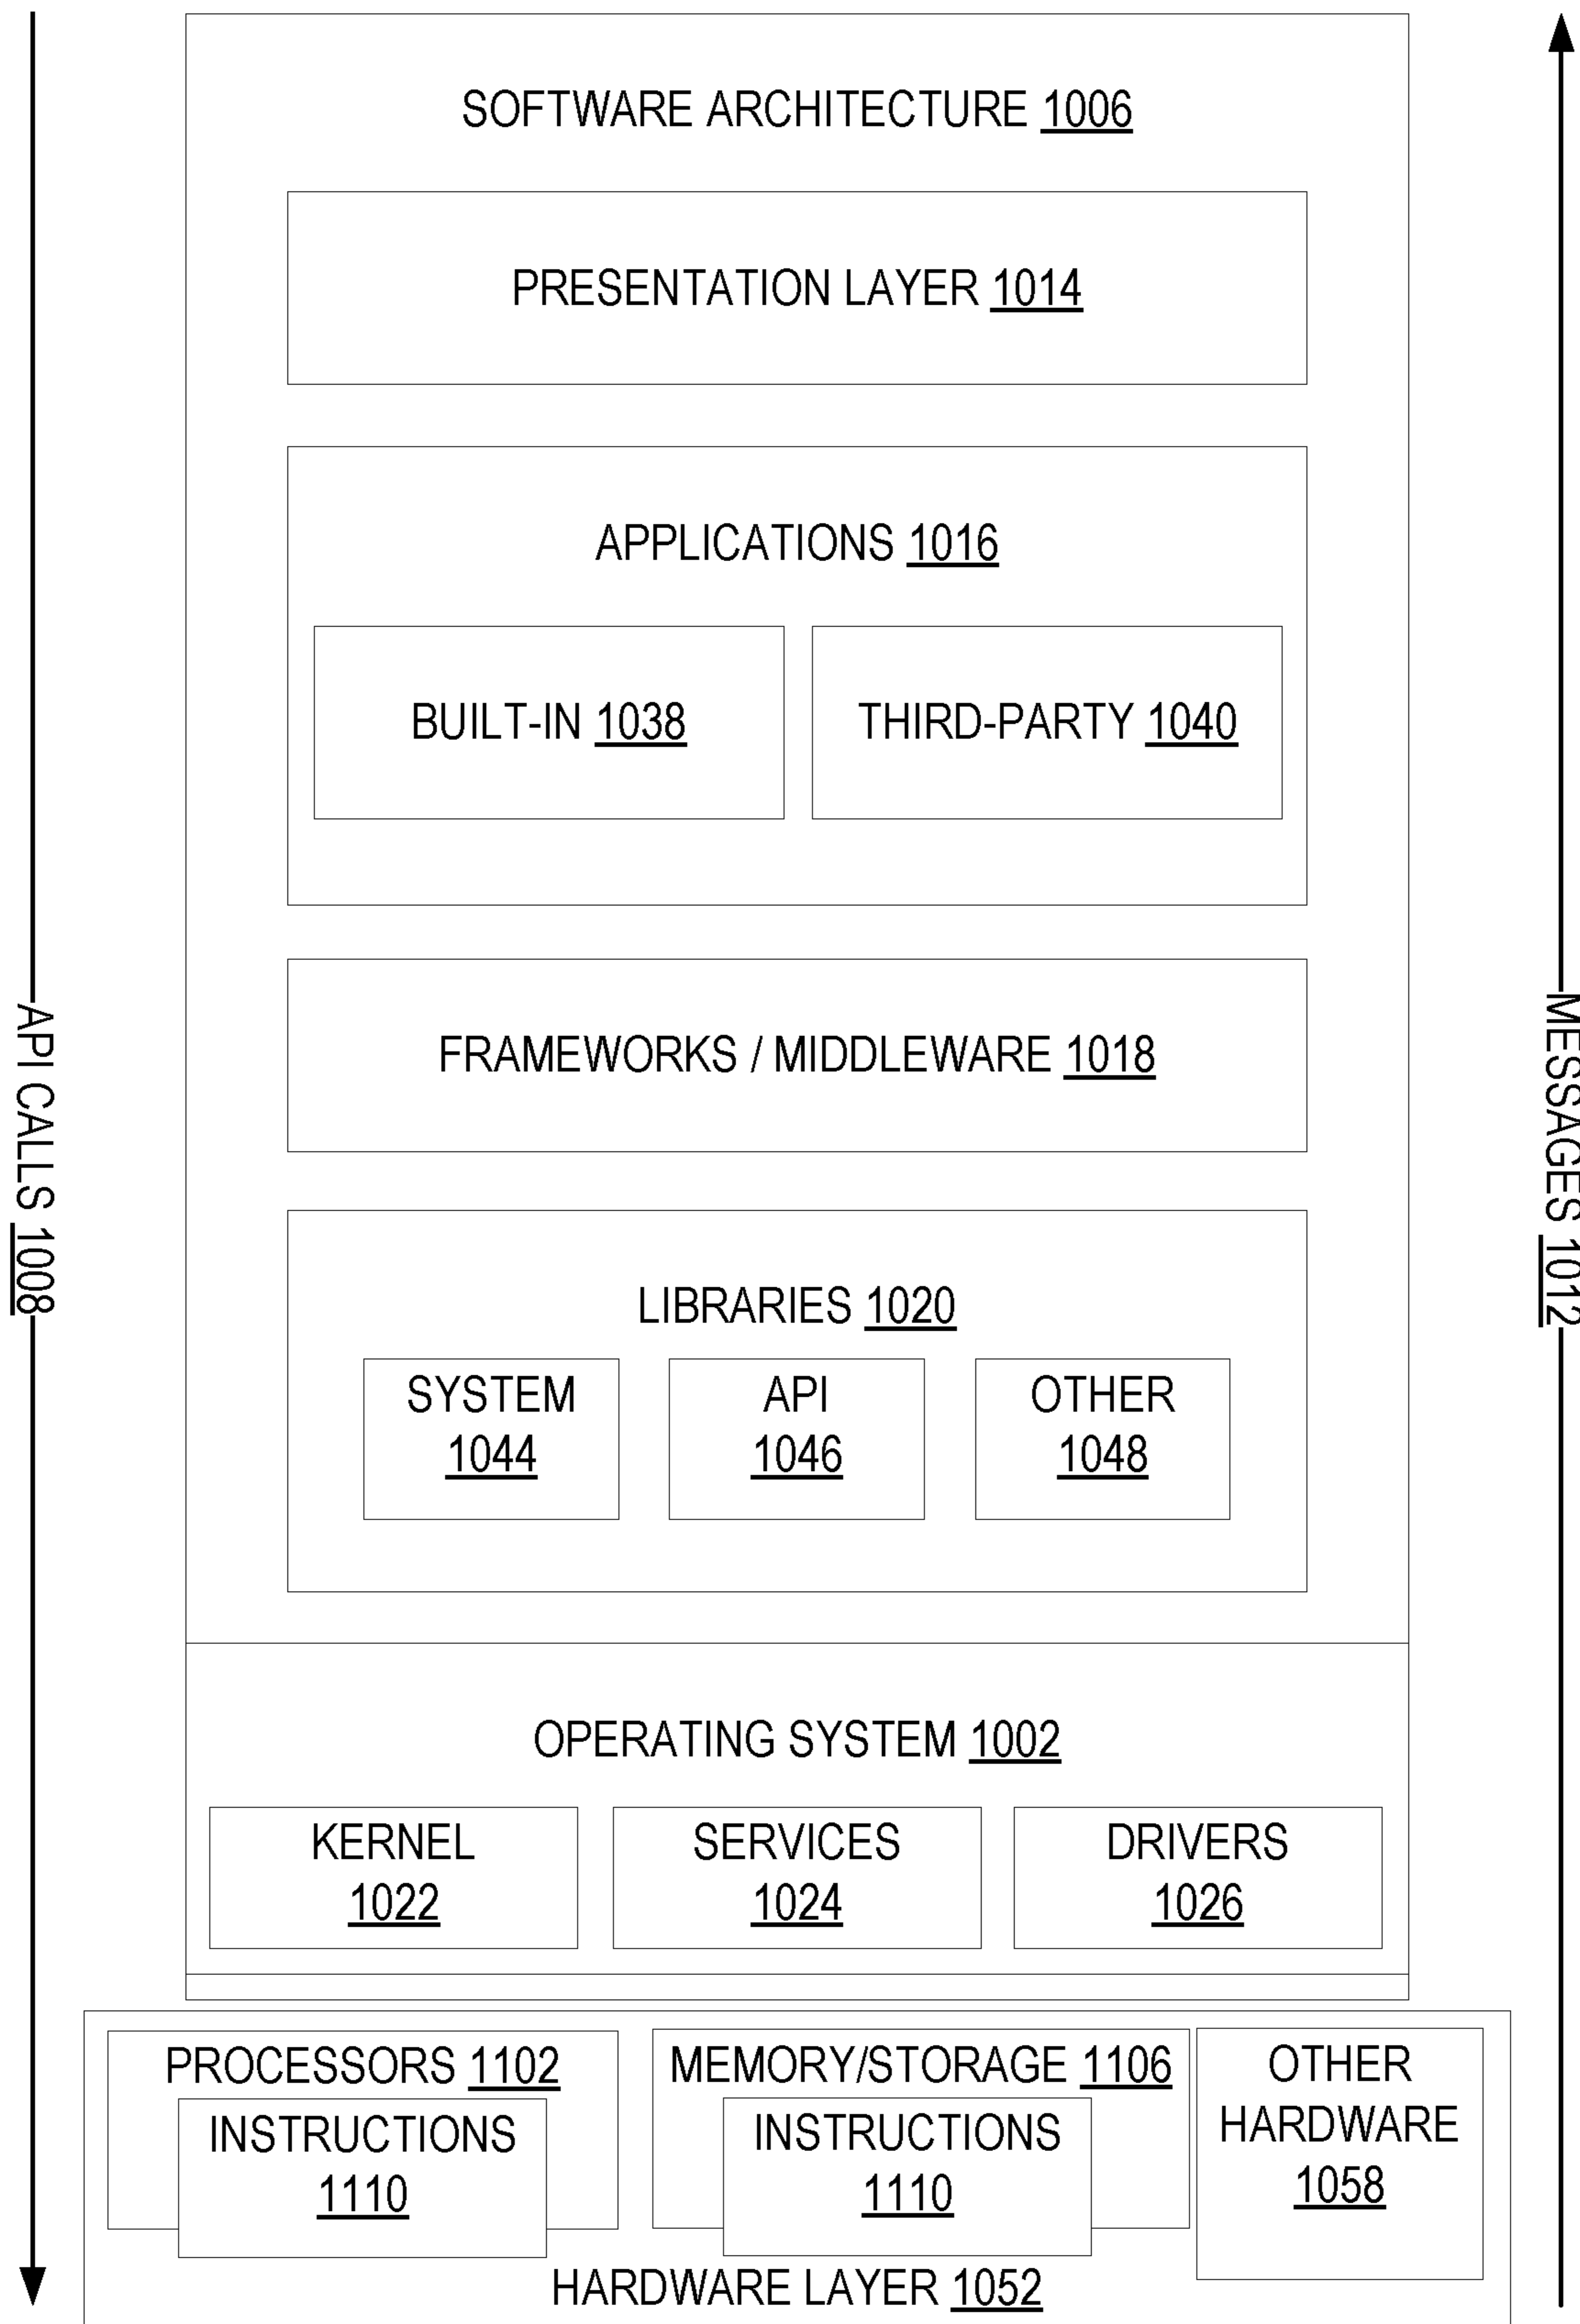 SOFTWARE ARCHITECTURE 1006
PRESENTATION LAYER 1014
APPLICATIONS 1016
BUILT-IN 1038
THIRD-PARTY 1040
FRAMEWORKS / MIDDLEWARE 1018
API CALLS 1008
MESSAGES 1012
LIBRARIES 1020
SYSTEM
1044
API
1046
OTHER
1048
OPERATING SYSTEM 1002
KERNEL
1022
SERVICES
1024
DRIVERS
1026
PROCESSORS 1102
INSTRUCTIONS
1110
MEMORY/STORAGE 1106
INSTRUCTIONS
1110
OTHER
HARDWARE
1058
HARDWARE LAYER 1052